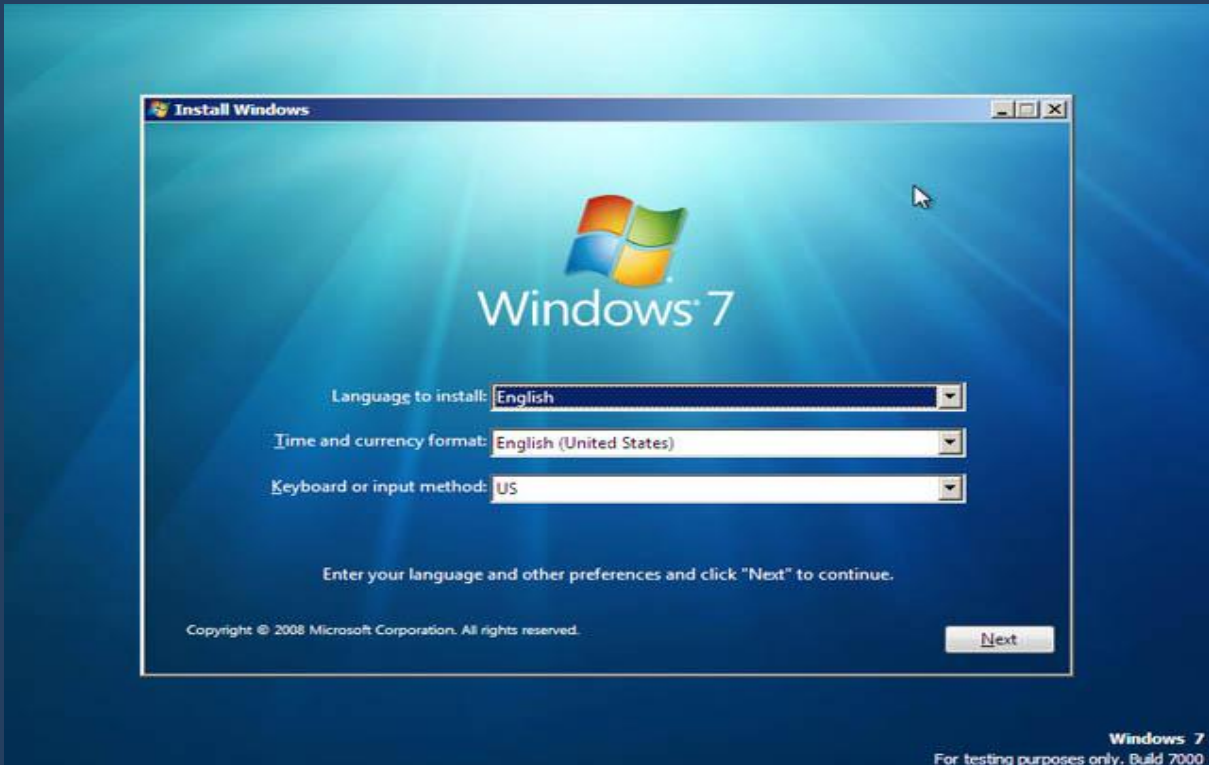 Install Windows
Windows® 7
Language to install: English
Time and currency format: English (United States)
Keyboard or input method: US
Enter your language and other preferences and click "Next" to continue.
Copyright © 2008 Microsoft Corporation. All rights reserved.
Next
Windows 7
For testing purposes only. Build 7000